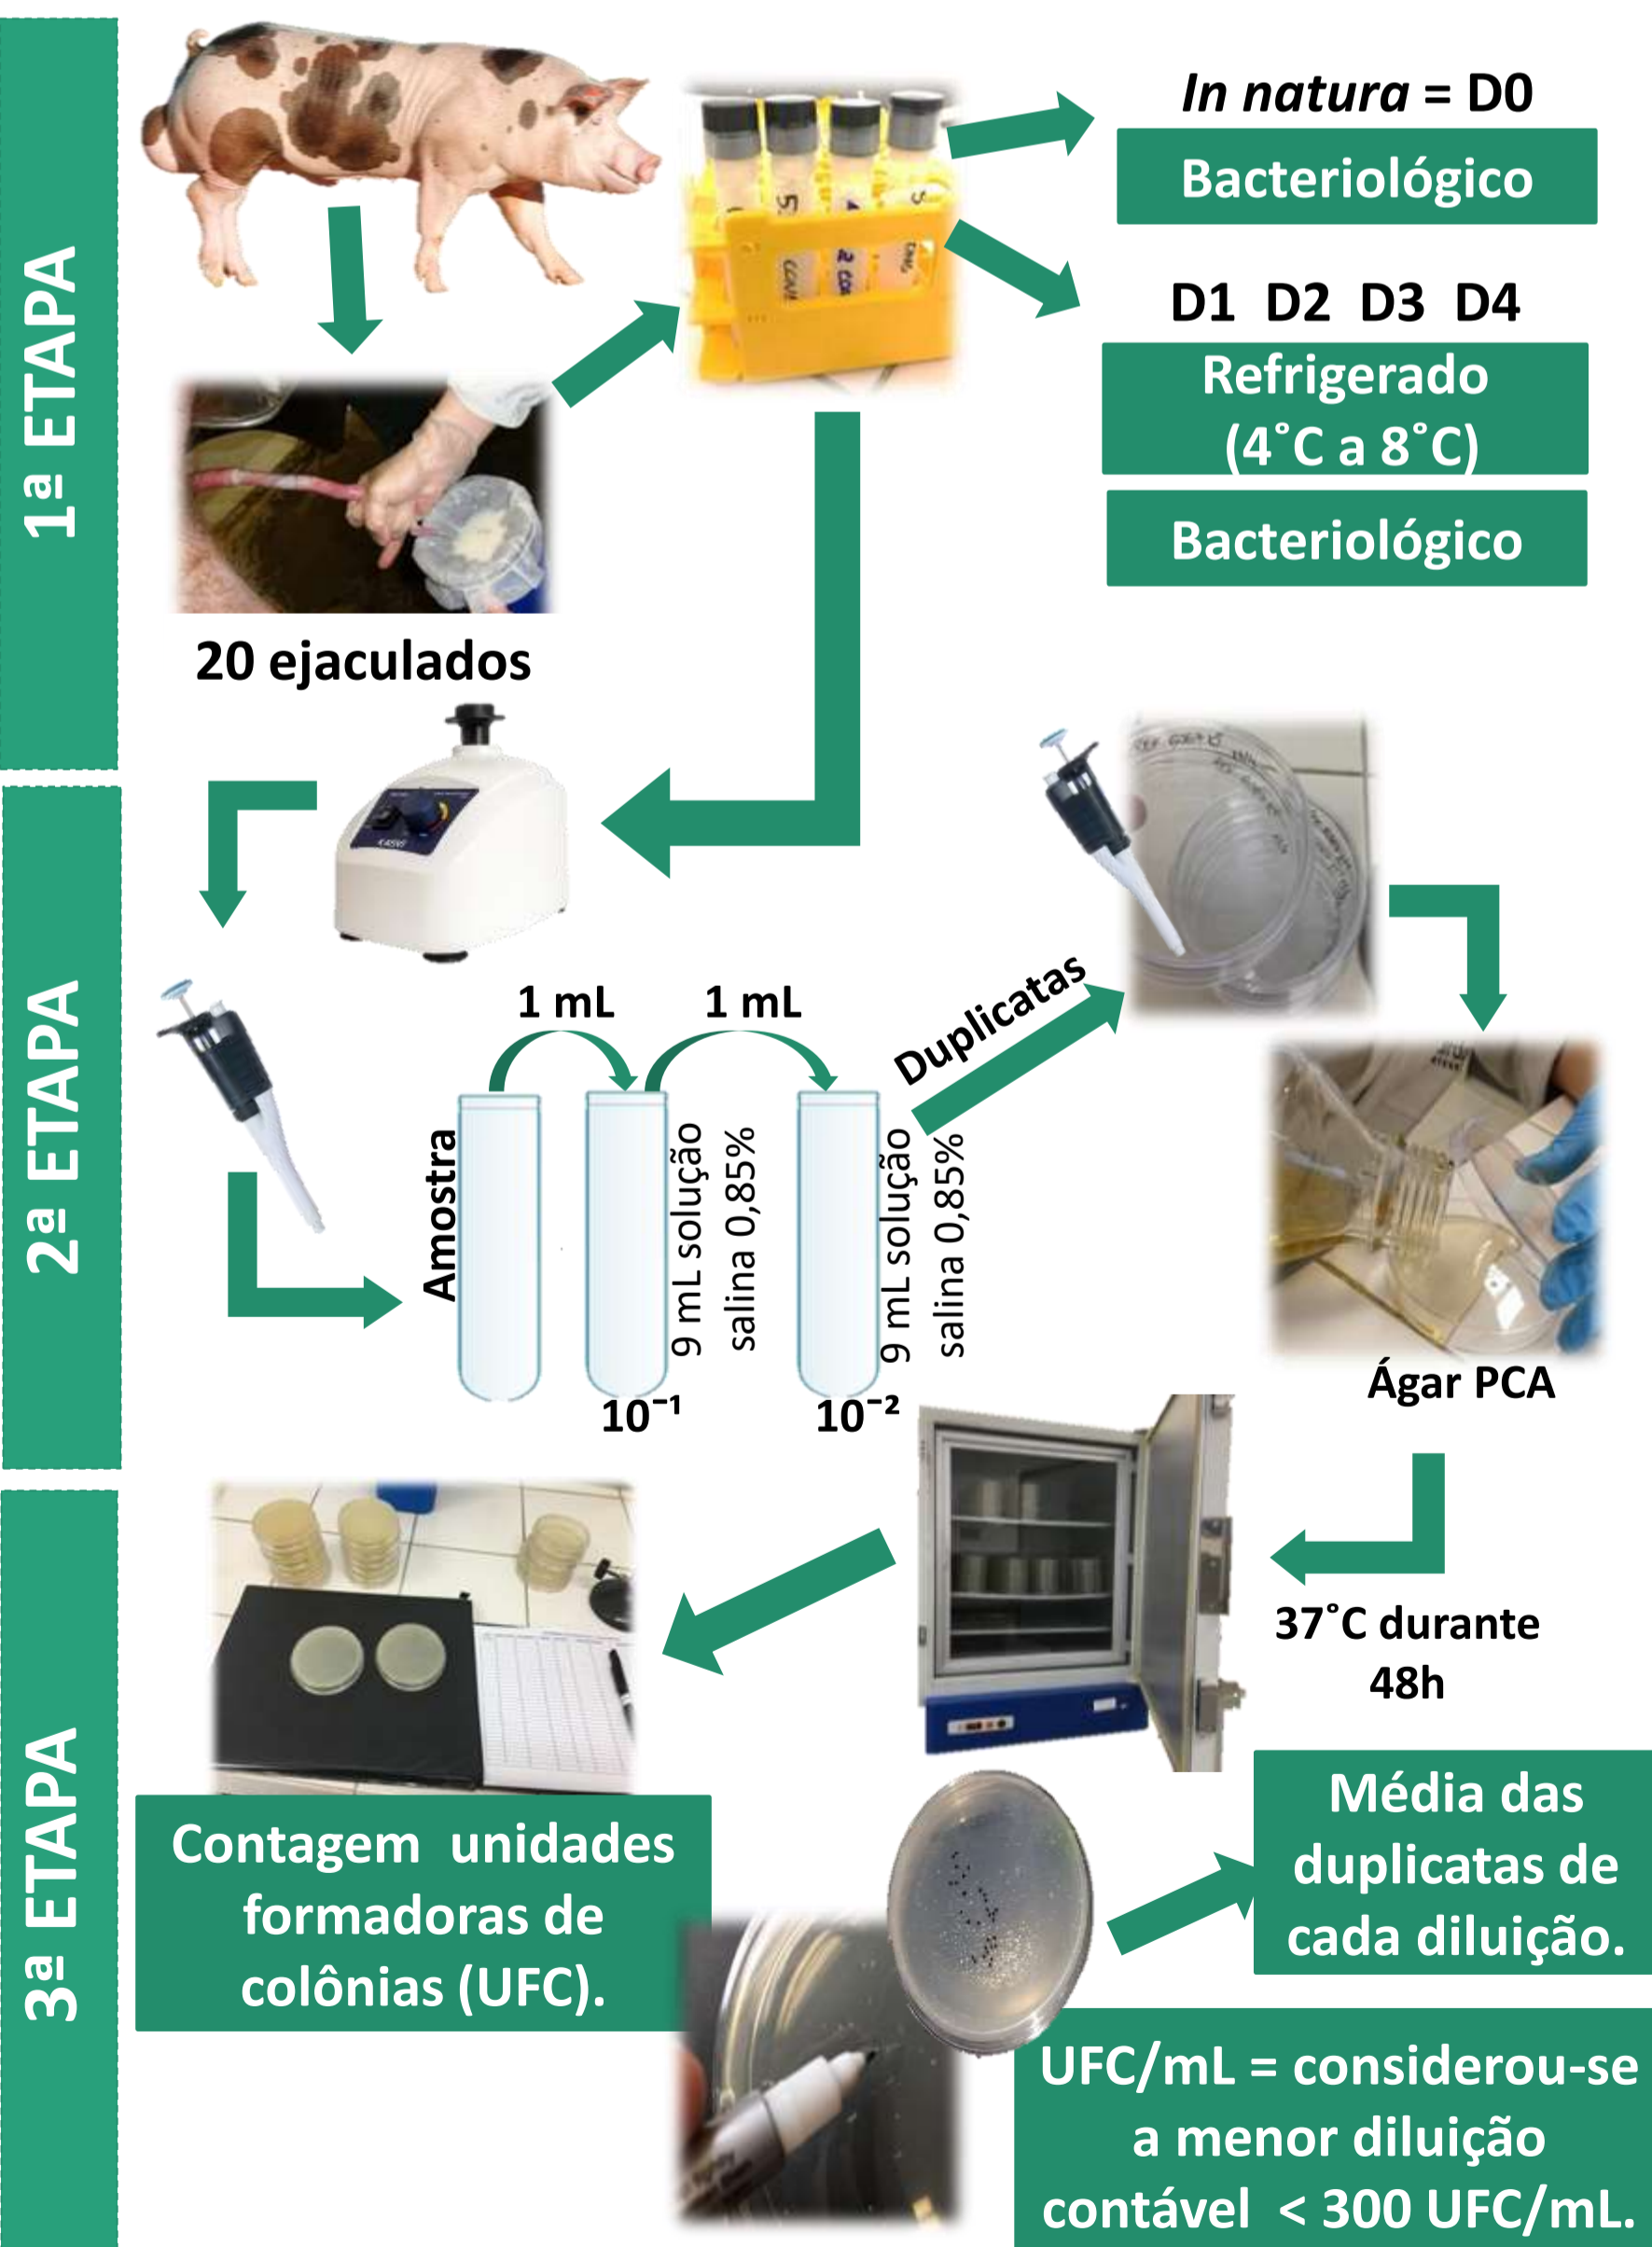 1ª ETAPA
In natura = D0
Bacteriológico
D1 D2 D3 D4
Refrigerado
(4˚C a 8˚C)
Bacteriológico
20 ejaculados
2ª ETAPA
1 mL
1 mL
Duplicatas
Amostra
9 mL solução
salina 0,85%
9 mL solução
salina 0,85%
10⁻¹
10⁻²
Ágar PCA
3ª ETAPA
37˚C durante
48h
Contagem unidades
formadoras de
colônias (UFC).
Média das
duplicatas de
cada diluição.
UFC/mL = considerou-se
a menor diluição
contável < 300 UFC/mL.